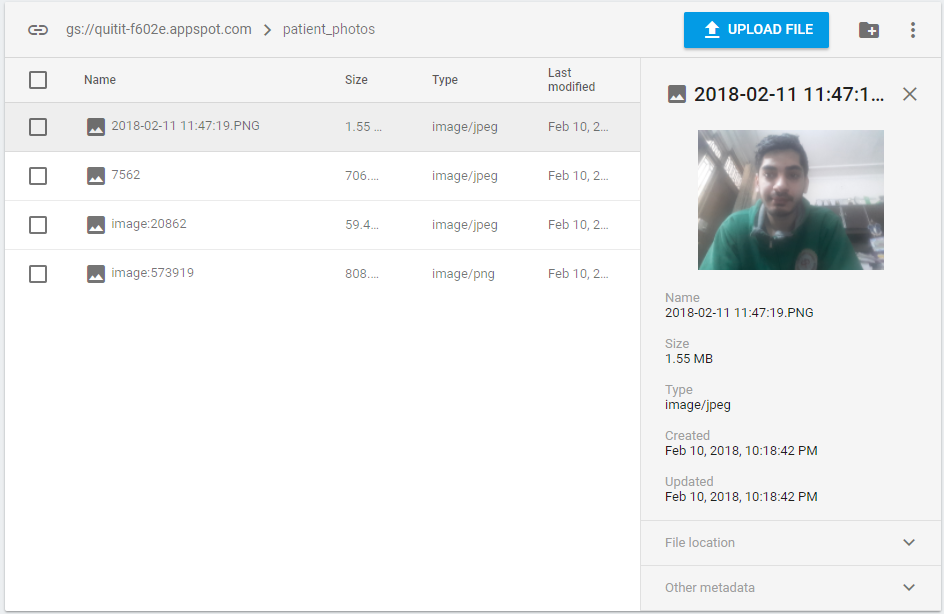 gs://quitit-f602e.appspot.com > patient_photos
UPLOAD FILE
Name Size Type Last modified
2018-02-11 11:47:19.PNG 1.55 ... image/jpeg Feb 10, 2...
7562 706.... image/jpeg Feb 10, 2...
image:20862 59.4... image/jpeg Feb 10, 2...
image:573919 808.... image/png Feb 10, 2...
2018-02-11 11:47:1...
Name
2018-02-11 11:47:19.PNG
Size
1.55 MB
Type
image/jpeg
Created
Feb 10, 2018, 10:18:42 PM
Updated
Feb 10, 2018, 10:18:42 PM
File location
Other metadata